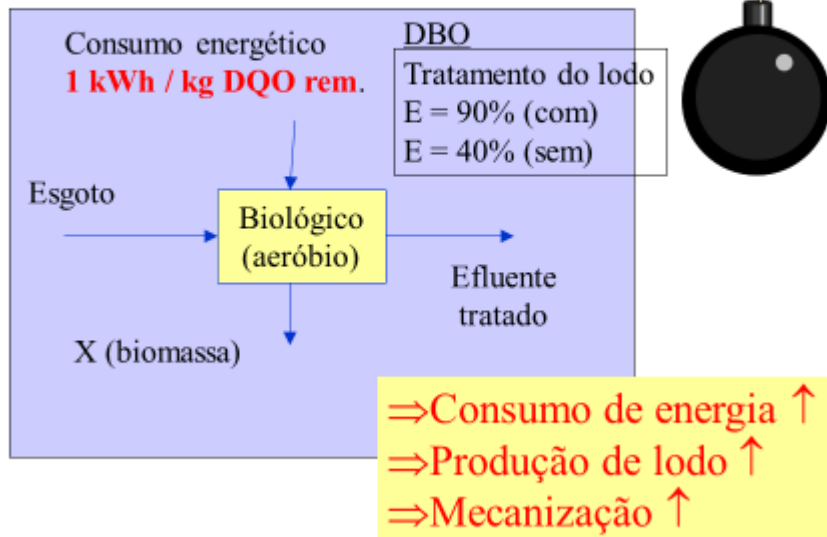 Consumo energético
1 kWh / kg DQO rem.
DBO
Tratamento do lodo
E = 90% (com)
E = 40% (sem)
Esgoto
Biológico
(aeróbio)
Efluente
tratado
X (biomassa)
⇒Consumo de energia ↑
⇒Produção de lodo ↑
⇒Mecanização ↑